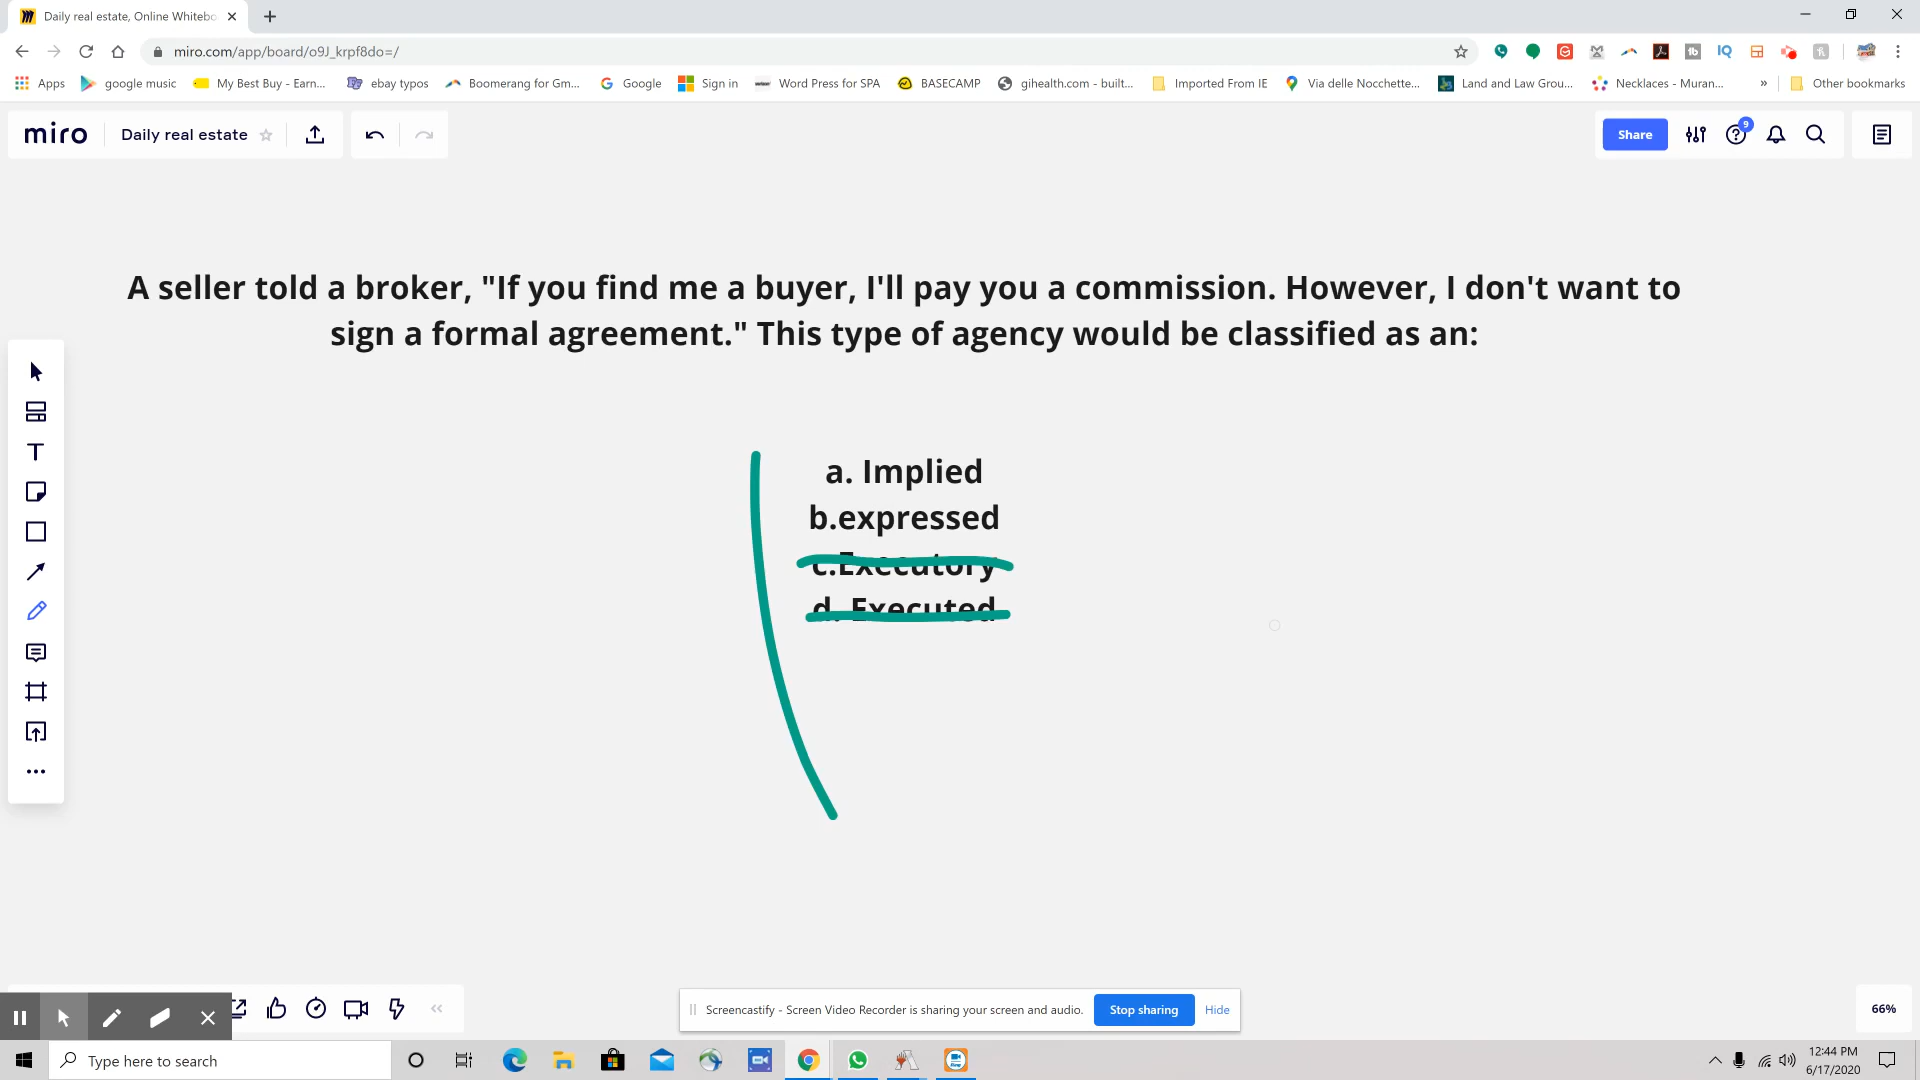 Daily real estate, Online Whitebo
miro.com/app/board/o9J_krpf8do=/
Apps google music My Best Buy - Earn... ebay typos Boomerang for Gm... Google Sign in Word Press for SPA BASECAMP gihealth.com - built... Imported From IE Via delle Nocchette... Land and Law Grou... Necklaces - Muran... » Other bookmarks
miro Daily real estate Share 9
A seller told a broker, "If you find me a buyer, I'll pay you a commission. However, I don't want to
sign a formal agreement." This type of agency would be classified as an:
a. Implied
b.expressed
c.Executory
d. Executed
Screencastify - Screen Video Recorder is sharing your screen and audio. Stop sharing Hide
66%
Type here to search
12:44 PM
6/17/2020